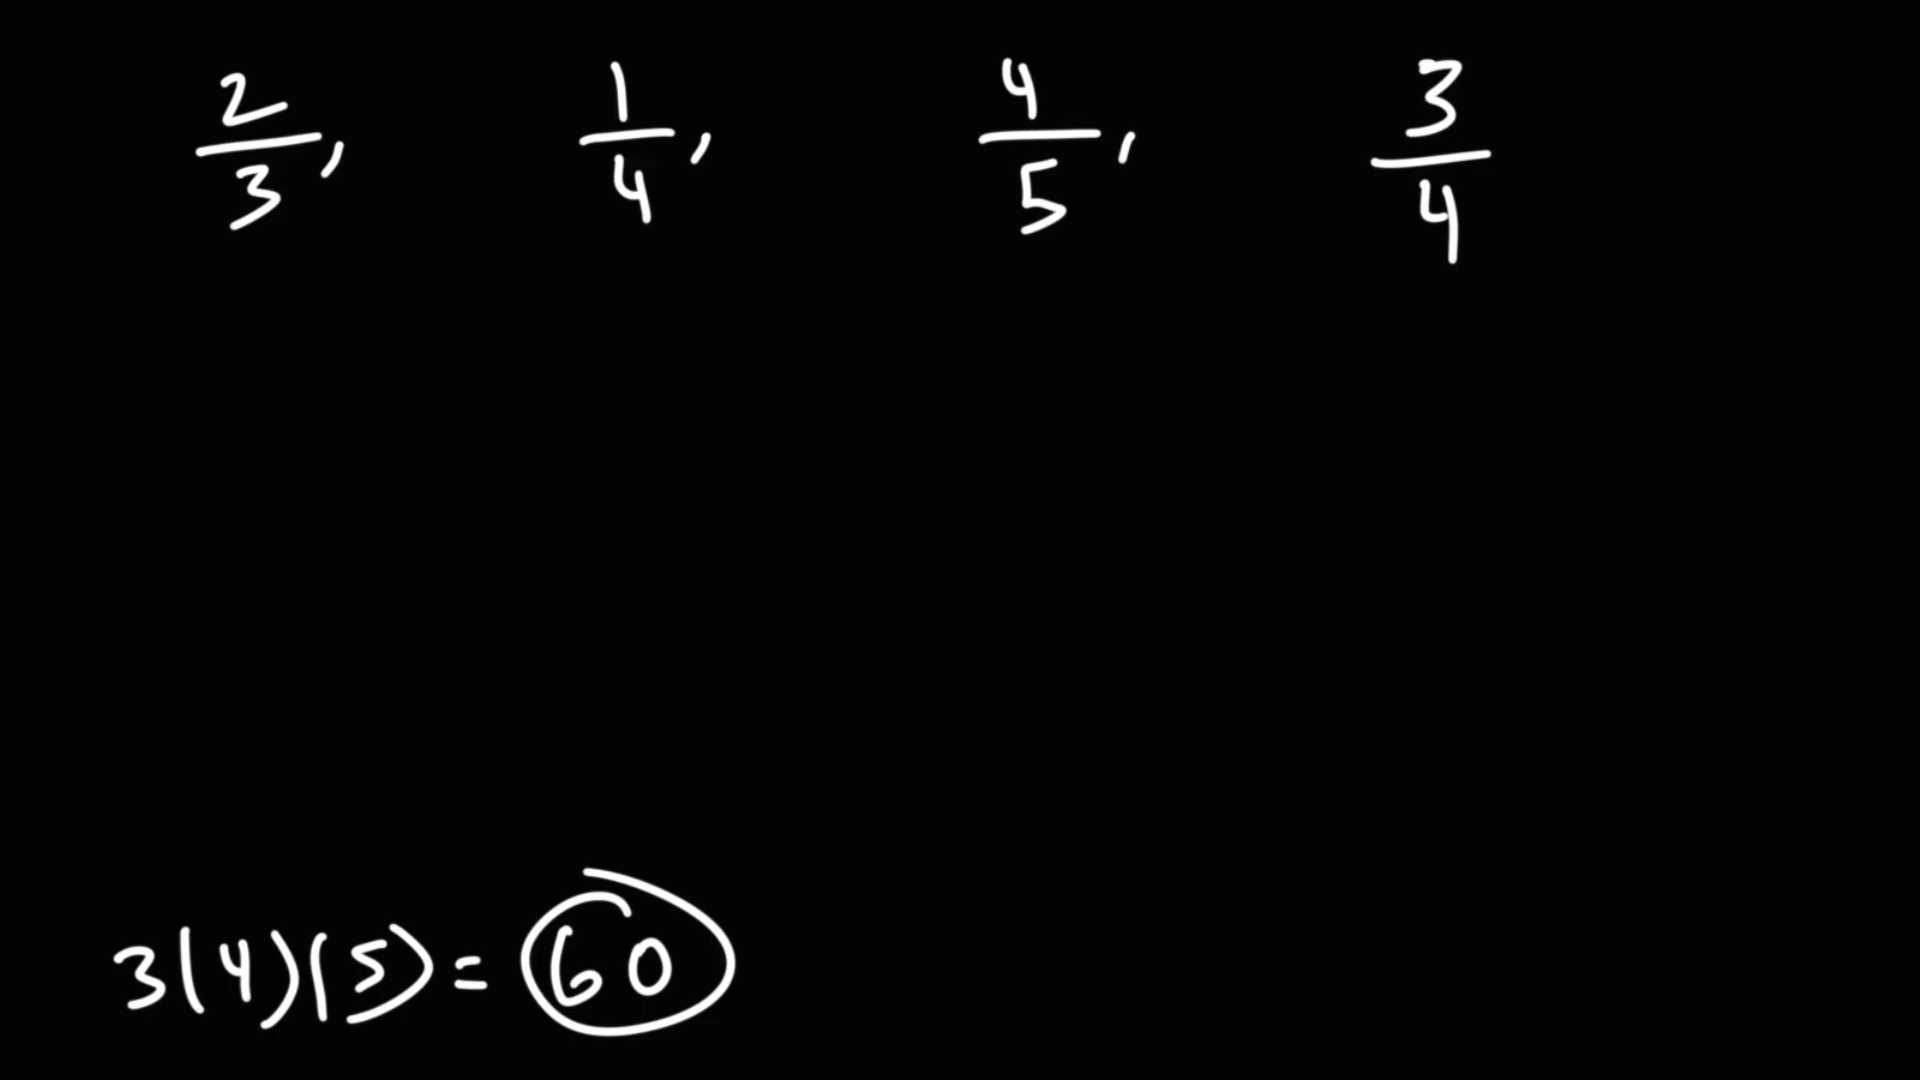 2/3, 1/4, 4/5, 3/4
3(4)(5) = 60